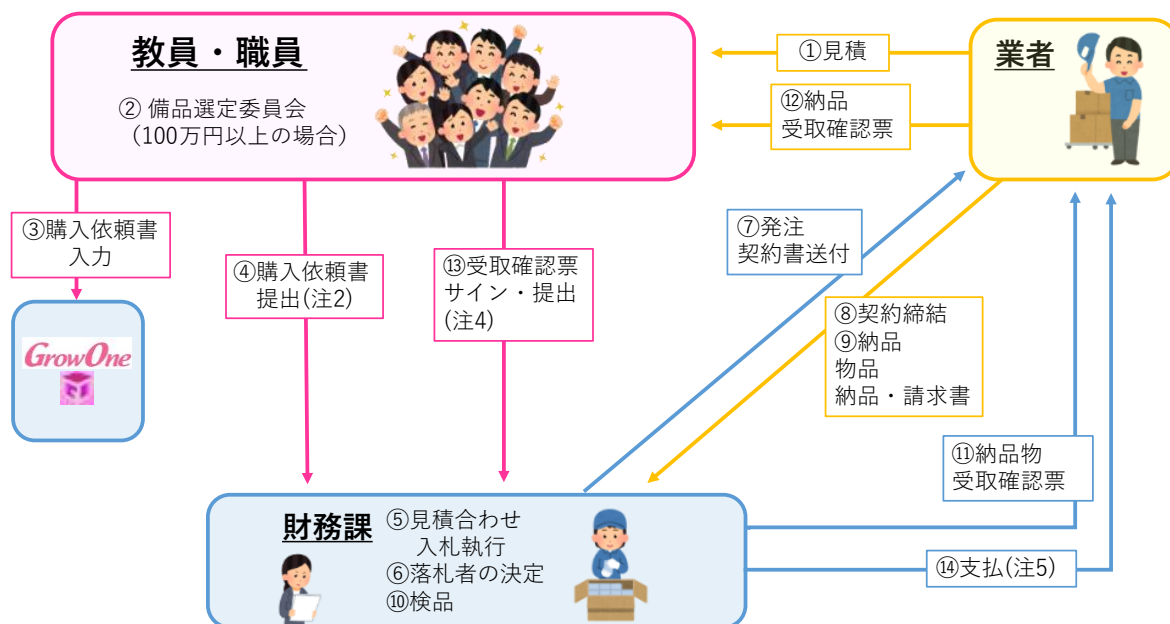 教員・職員
② 備品選定委員会
(100万円以上の場合)
①見積
⑫納品
受取確認票
業者
③購入依頼書
入力
④購入依頼書
提出(注2)
⑬受取確認票
サイン・提出
(注4)
⑦発注
契約書送付
⑧契約締結
⑨納品
物品
納品・請求書
GrowOne
⑪納品物
受取確認票
財務課
⑤見積合わせ
入札執行
⑥落札者の決定
⑩検品
⑭支払(注5)